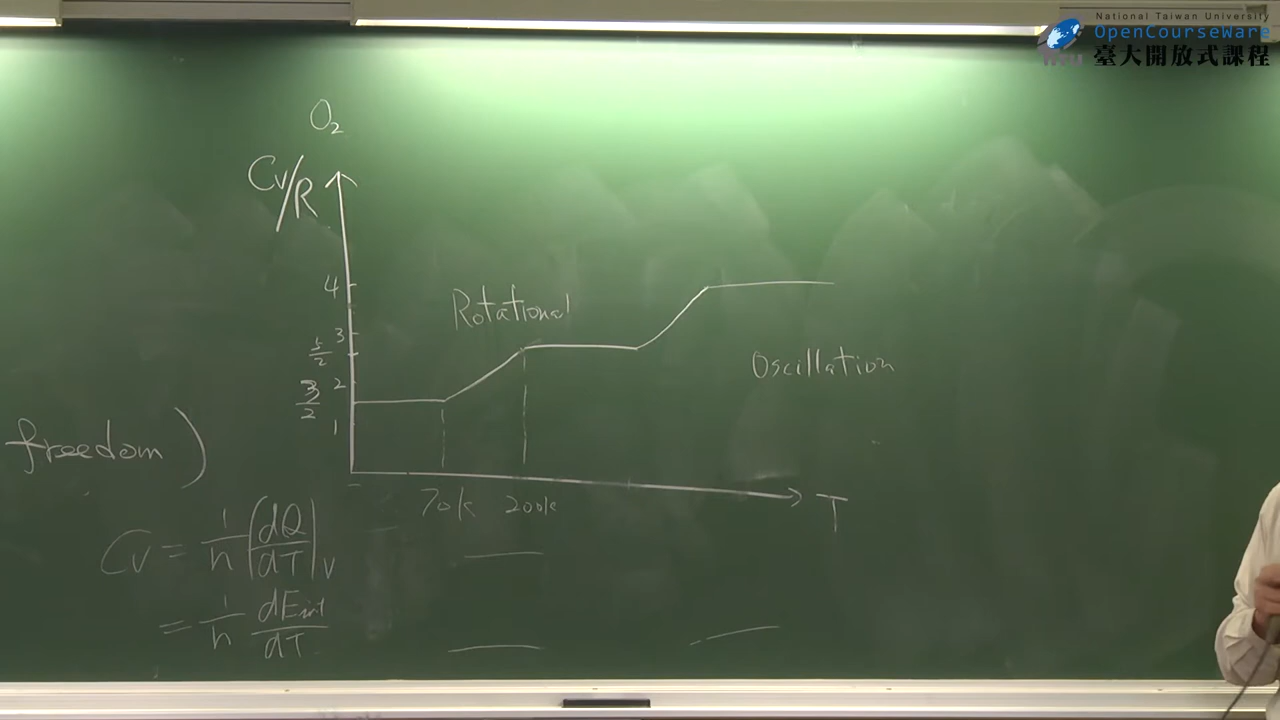 National Taiwan University
OpenCourseWare
臺大開放式課程
O₂
Cv/R
4
Rotational
3
5/2
Oscillation
2
3/2
1
freedom)
70k 200k
T
Cv = 1/n (dQ/dT)|v
= 1/n dEint/dT